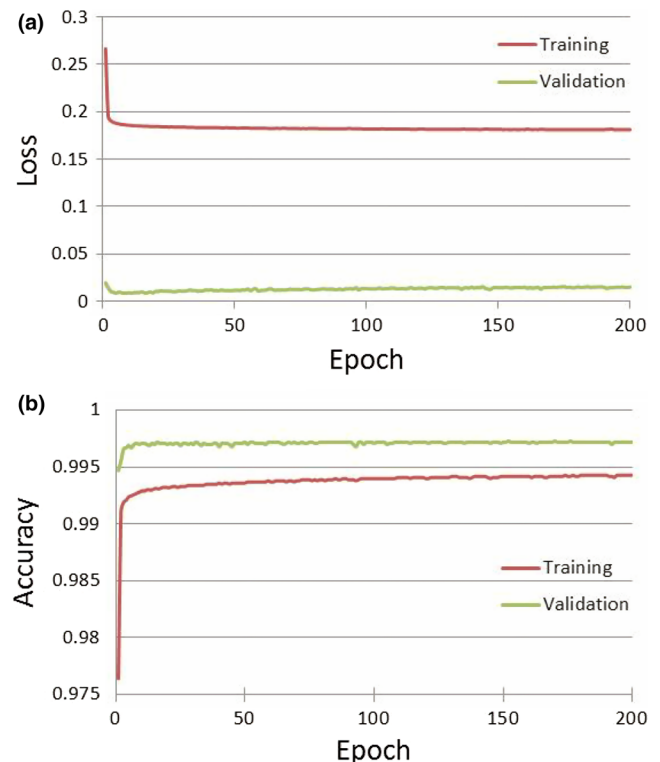 (a)
0.3
0.25
0.2
0.15
0.1
0.05
0
Loss
Training
Validation
0 50 100 150 200
Epoch
(b)
1
0.995
0.99
0.985
0.98
0.975
Accuracy
Training
Validation
0 50 100 150 200
Epoch